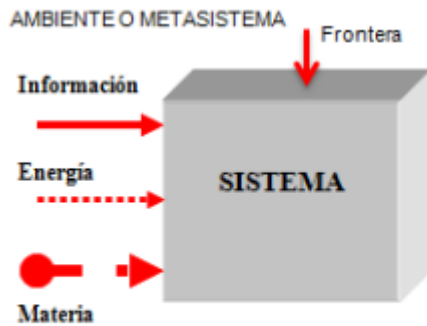 AMBIENTE O METASISTEMA
Frontera
Información
Energía
SISTEMA
Materia